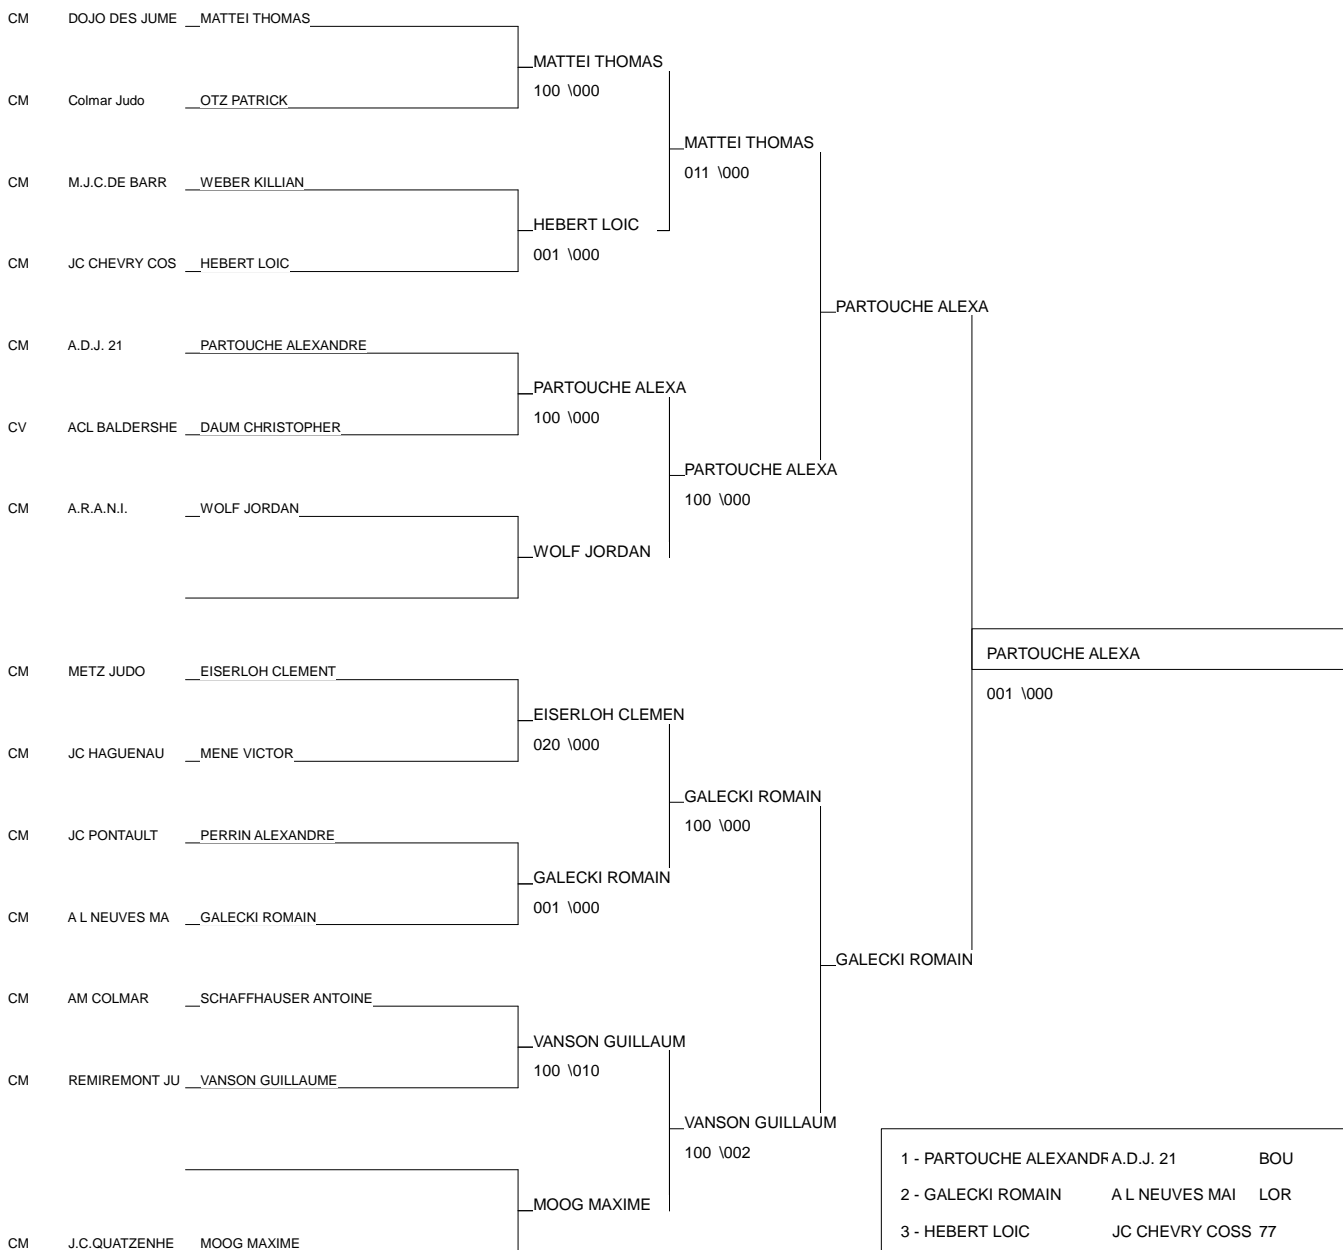 CM DOJO DES JUME MATTEI THOMAS
MATTEI THOMAS
100 \000
CM Colmar Judo OTZ PATRICK
MATTEI THOMAS
011 \000
CM M.J.C.DE BARR WEBER KILLIAN
HEBERT LOIC
001 \000
CM JC CHEVRY COS HEBERT LOIC
PARTOUCHE ALEXA
CM A.D.J. 21 PARTOUCHE ALEXANDRE
PARTOUCHE ALEXA
100 \000
CV ACL BALDERSHE DAUM CHRISTOPHER
PARTOUCHE ALEXA
100 \000
CM A.R.A.N.I. WOLF JORDAN
WOLF JORDAN
PARTOUCHE ALEXA
001 \000
CM METZ JUDO EISERLOH CLEMENT
EISERLOH CLEMEN
020 \000
CM JC HAGUENAU MENE VICTOR
GALECKI ROMAIN
100 \000
CM JC PONTAULT PERRIN ALEXANDRE
GALECKI ROMAIN
001 \000
CM A L NEUVES MA GALECKI ROMAIN
GALECKI ROMAIN
CM AM COLMAR SCHAFFHAUSER ANTOINE
VANSON GUILLAUM
100 \010
CM REMIREMONT JU VANSON GUILLAUME
VANSON GUILLAUM
100 \002
MOOG MAXIME
CM J.C.QUATZENHE MOOG MAXIME
1 - PARTOUCHE ALEXANDR A.D.J. 21 BOU
2 - GALECKI ROMAIN A L NEUVES MAI LOR
3 - HEBERT LOIC JC CHEVRY COSS 77